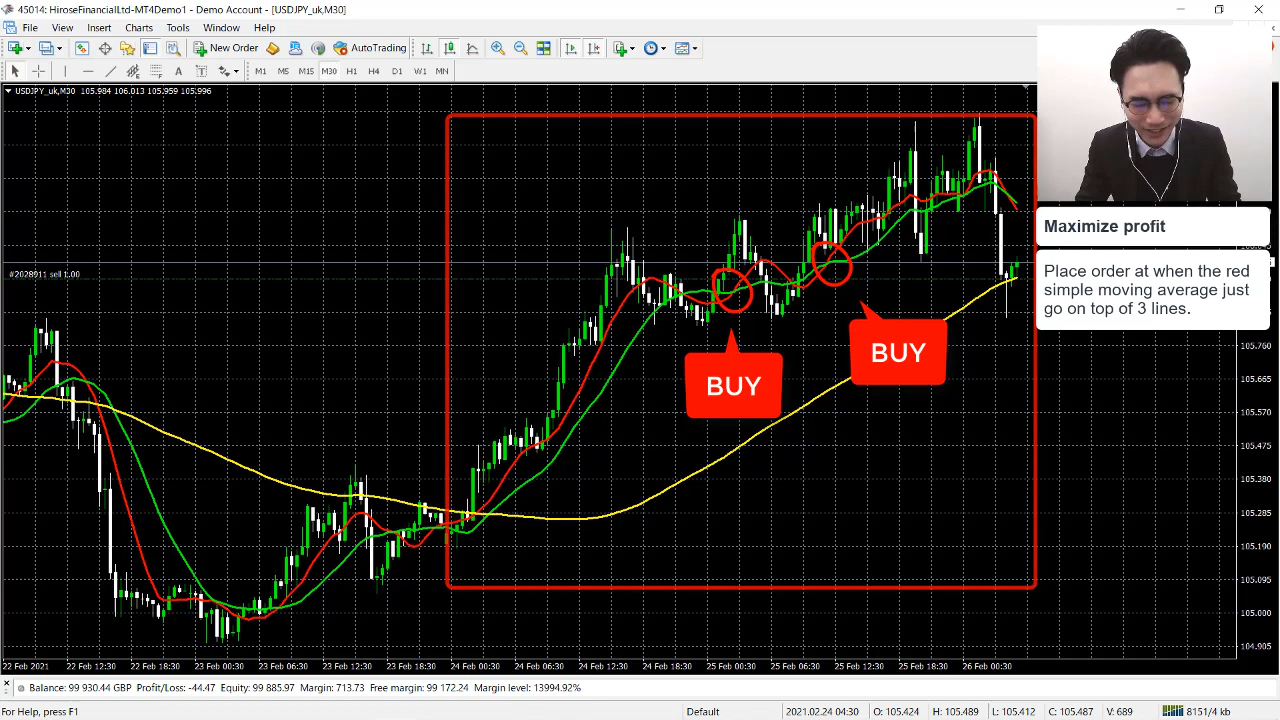 45014: HiroseFinancialLtd-MT4Demo1 - Demo Account - [USDJPY_uk,M30]
File View Insert Charts Tools Window Help
New Order AutoTrading
A T M1 M5 M15 M30 H1 H4 D1 W1 MN
USDJPY_uk,M30 105.984 106.013 105.959 105.996
Maximize profit
#2028911 sell 1.00
Place order at when the red
simple moving average just
go on top of 3 lines.
BUY
BUY
105.760
105.665
105.570
105.475
105.380
105.285
105.190
105.095
105.000
104.905
22 Feb 2021 22 Feb 12:30 22 Feb 18:30 23 Feb 00:30 23 Feb 06:30 23 Feb 12:30 23 Feb 18:30 24 Feb 00:30 24 Feb 06:30 24 Feb 12:30 24 Feb 18:30 25 Feb 00:30 25 Feb 06:30 25 Feb 12:30 25 Feb 18:30 26 Feb 00:30
Balance: 99 930.44 GBP Profit/Loss: -44.47 Equity: 99 885.97 Margin: 713.73 Free margin: 99 172.24 Margin level: 13994.92%
For Help, press F1 Default 2021.02.24 04:30 O: 105.424 H: 105.489 L: 105.412 C: 105.487 V: 689 8151/4 kb